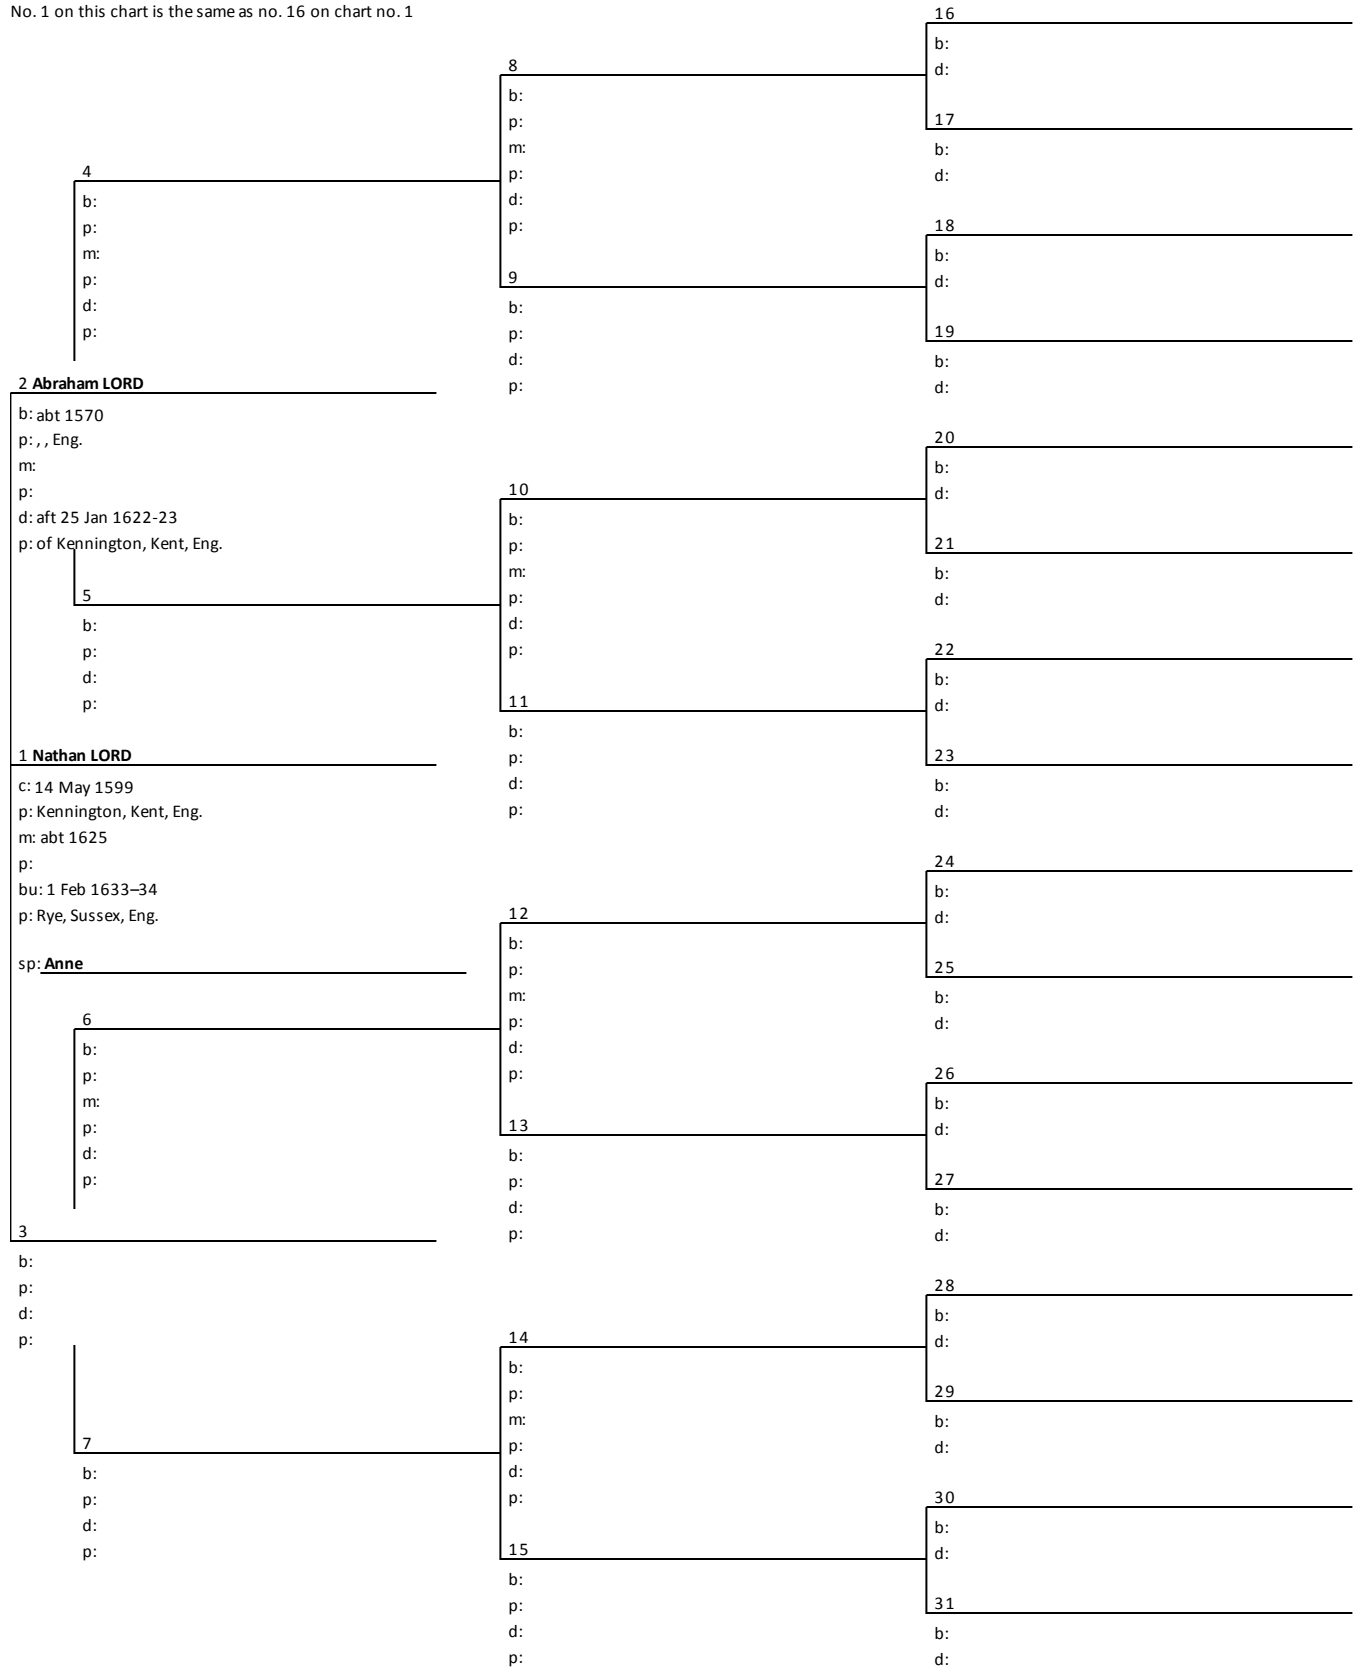 No. 1 on this chart is the same as no. 16 on chart no. 1
2 Abraham LORD
b: abt 1570
p: , , Eng.
m:
p:
d: aft 25 Jan 1622-23
p: of Kennington, Kent, Eng.
1 Nathan LORD
c: 14 May 1599
p: Kennington, Kent, Eng.
m: abt 1625
p:
bu: 1 Feb 1633–34
p: Rye, Sussex, Eng.
sp: Anne
3
b:
p:
d:
p:
4
b:
p:
m:
p:
d:
p:
5
b:
p:
d:
p:
6
b:
p:
m:
p:
d:
p:
7
b:
p:
d:
p:
8
b:
p:
m:
p:
d:
p:
9
b:
p:
d:
p:
10
b:
p:
m:
p:
d:
p:
11
b:
p:
d:
p:
12
b:
p:
m:
p:
d:
p:
13
b:
p:
d:
p:
14
b:
p:
m:
p:
d:
p:
15
b:
p:
d:
p:
16
b:
d:
17
b:
d:
18
b:
d:
19
b:
d:
20
b:
d:
21
b:
d:
22
b:
d:
23
b:
d:
24
b:
d:
25
b:
d:
26
b:
d:
27
b:
d:
28
b:
d:
29
b:
d:
30
b:
d:
31
b:
d: